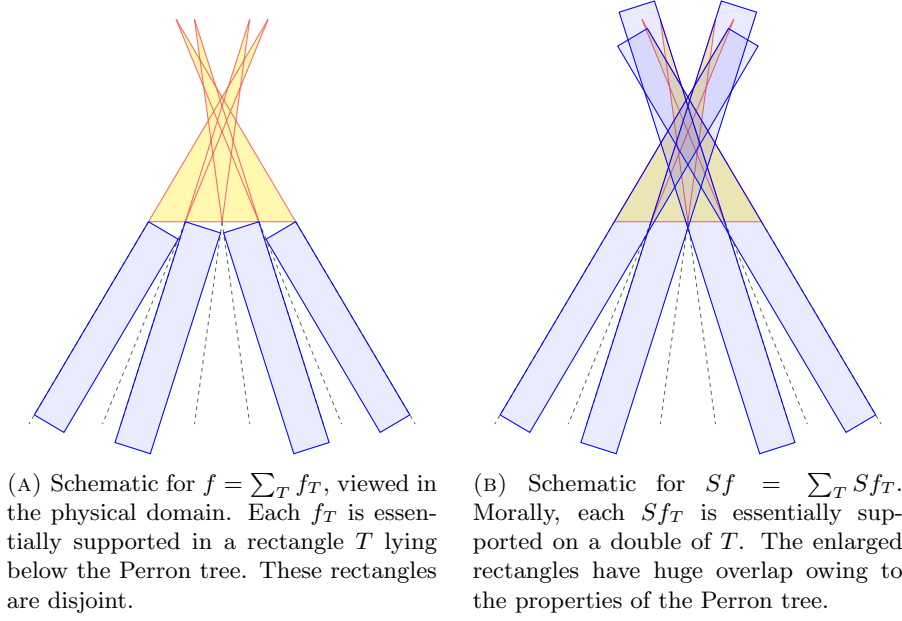 (A) Schematic for f = ∑_T f_T, viewed in
the physical domain. Each f_T is essen-
tially supported in a rectangle T lying
below the Perron tree. These rectangles
are disjoint.
(B) Schematic for Sf = ∑_T Sf_T.
Morally, each Sf_T is essentially sup-
ported on a double of T. The enlarged
rectangles have huge overlap owing to
the properties of the Perron tree.